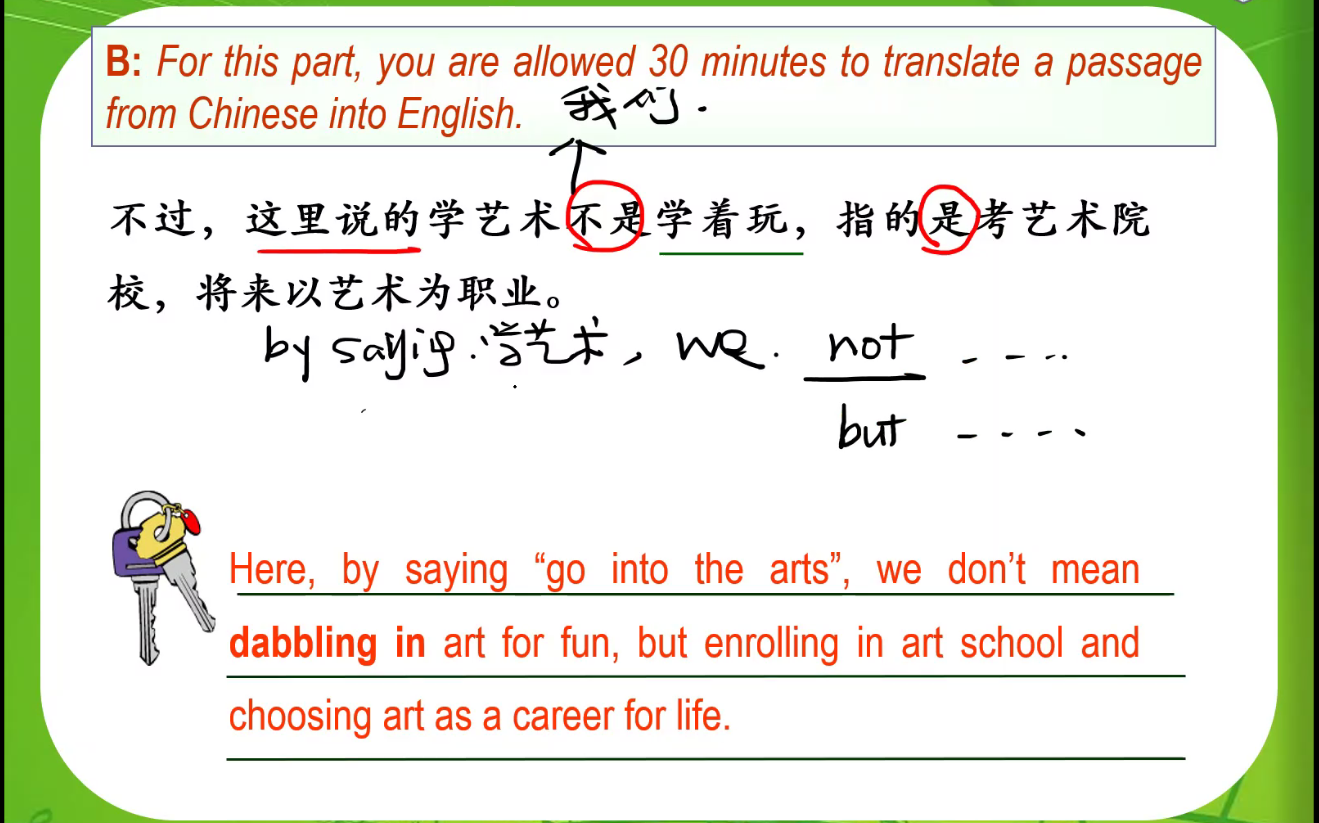 B: For this part, you are allowed 30 minutes to translate a passage
from Chinese into English.
我们.
不过，这里说的学艺术不是学着玩，指的是考艺术院
校，将来以艺术为职业。
by sayig.学艺术, we. not - - - ..
but - - - -
Here, by saying “go into the arts”, we don’t mean
dabbling in art for fun, but enrolling in art school and
choosing art as a career for life.